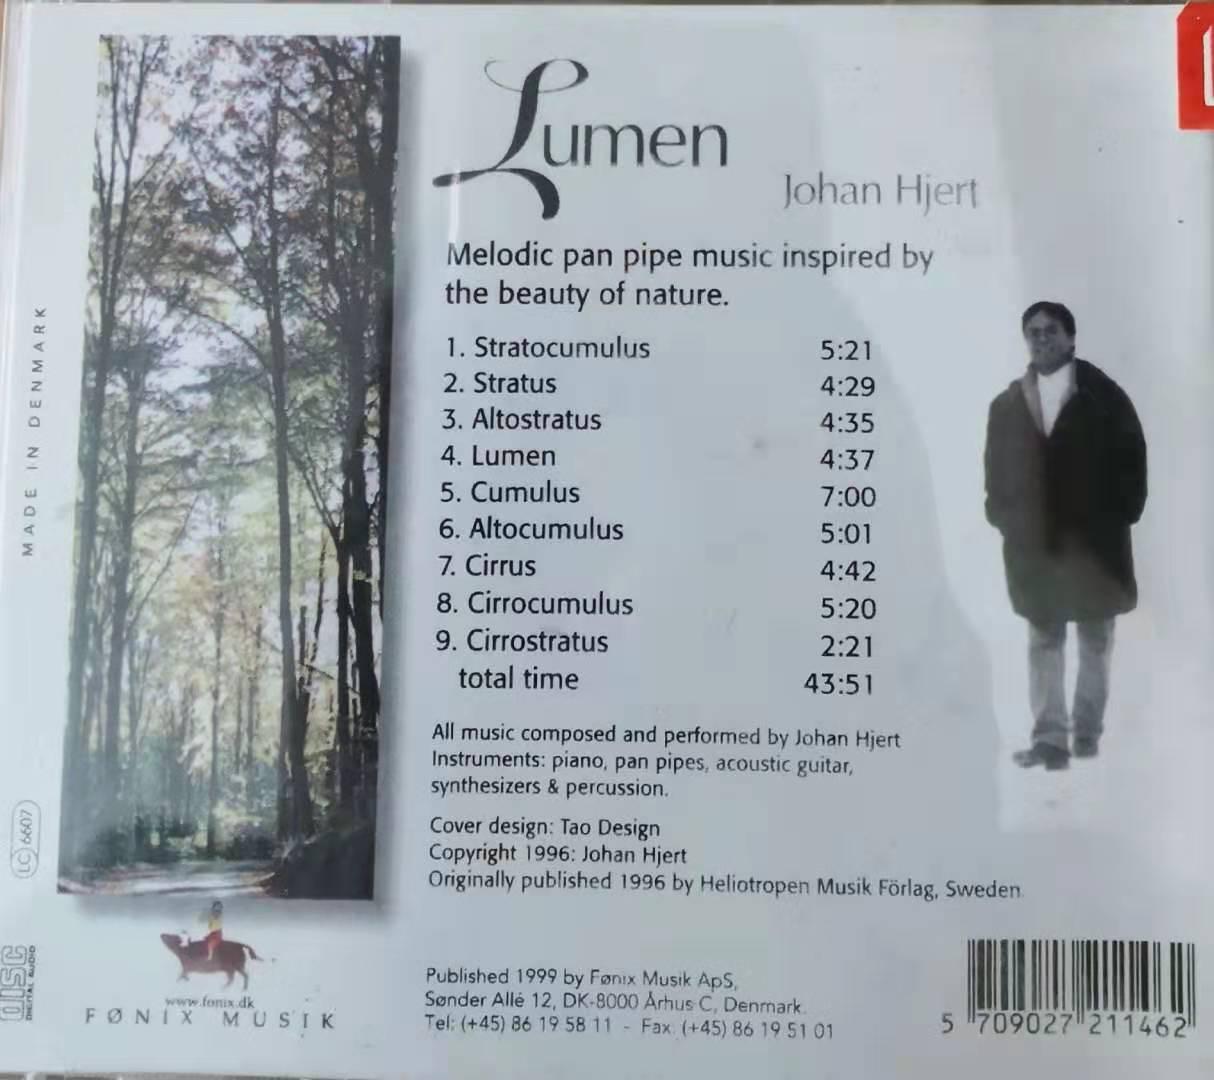 Lumen
Johan Hjert
Melodic pan pipe music inspired by
the beauty of nature.
1. Stratocumulus 5:21
2. Stratus 4:29
3. Altostratus 4:35
4. Lumen 4:37
5. Cumulus 7:00
6. Altocumulus 5:01
7. Cirrus 4:42
8. Cirrocumulus 5:20
9. Cirrostratus 2:21
total time 43:51
All music composed and performed by Johan Hjert
Instruments: piano, pan pipes, acoustic guitar,
synthesizers & percussion.
Cover design: Tao Design
Copyright 1996: Johan Hjert
Originally published 1996 by Heliotropen Musik Förlag, Sweden
Published 1999 by Fønix Musik ApS,
Sønder Allé 12, DK-8000 Århus C, Denmark.
Tel: (+45) 86 19 58 11 - Fax: (+45) 86 19 51 01
5 709027 211462
MADE IN DENMARK
LC 6607
DISC
DIGITAL AUDIO
www.fonix.dk
FØNIX MUSIK